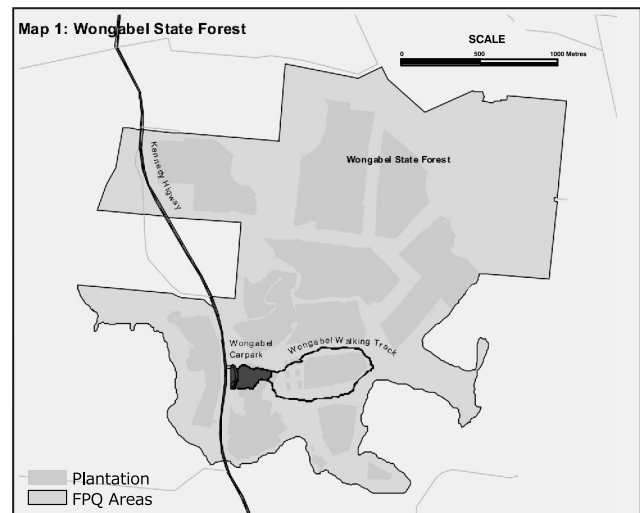 Map 1: Wongabel State Forest
SCALE
0 500 1000 Metres
Kennedy Higway
Wongabel State Forest
Wongabel
Carpark
Wongabel Walking Track
Plantation
FPQ Areas